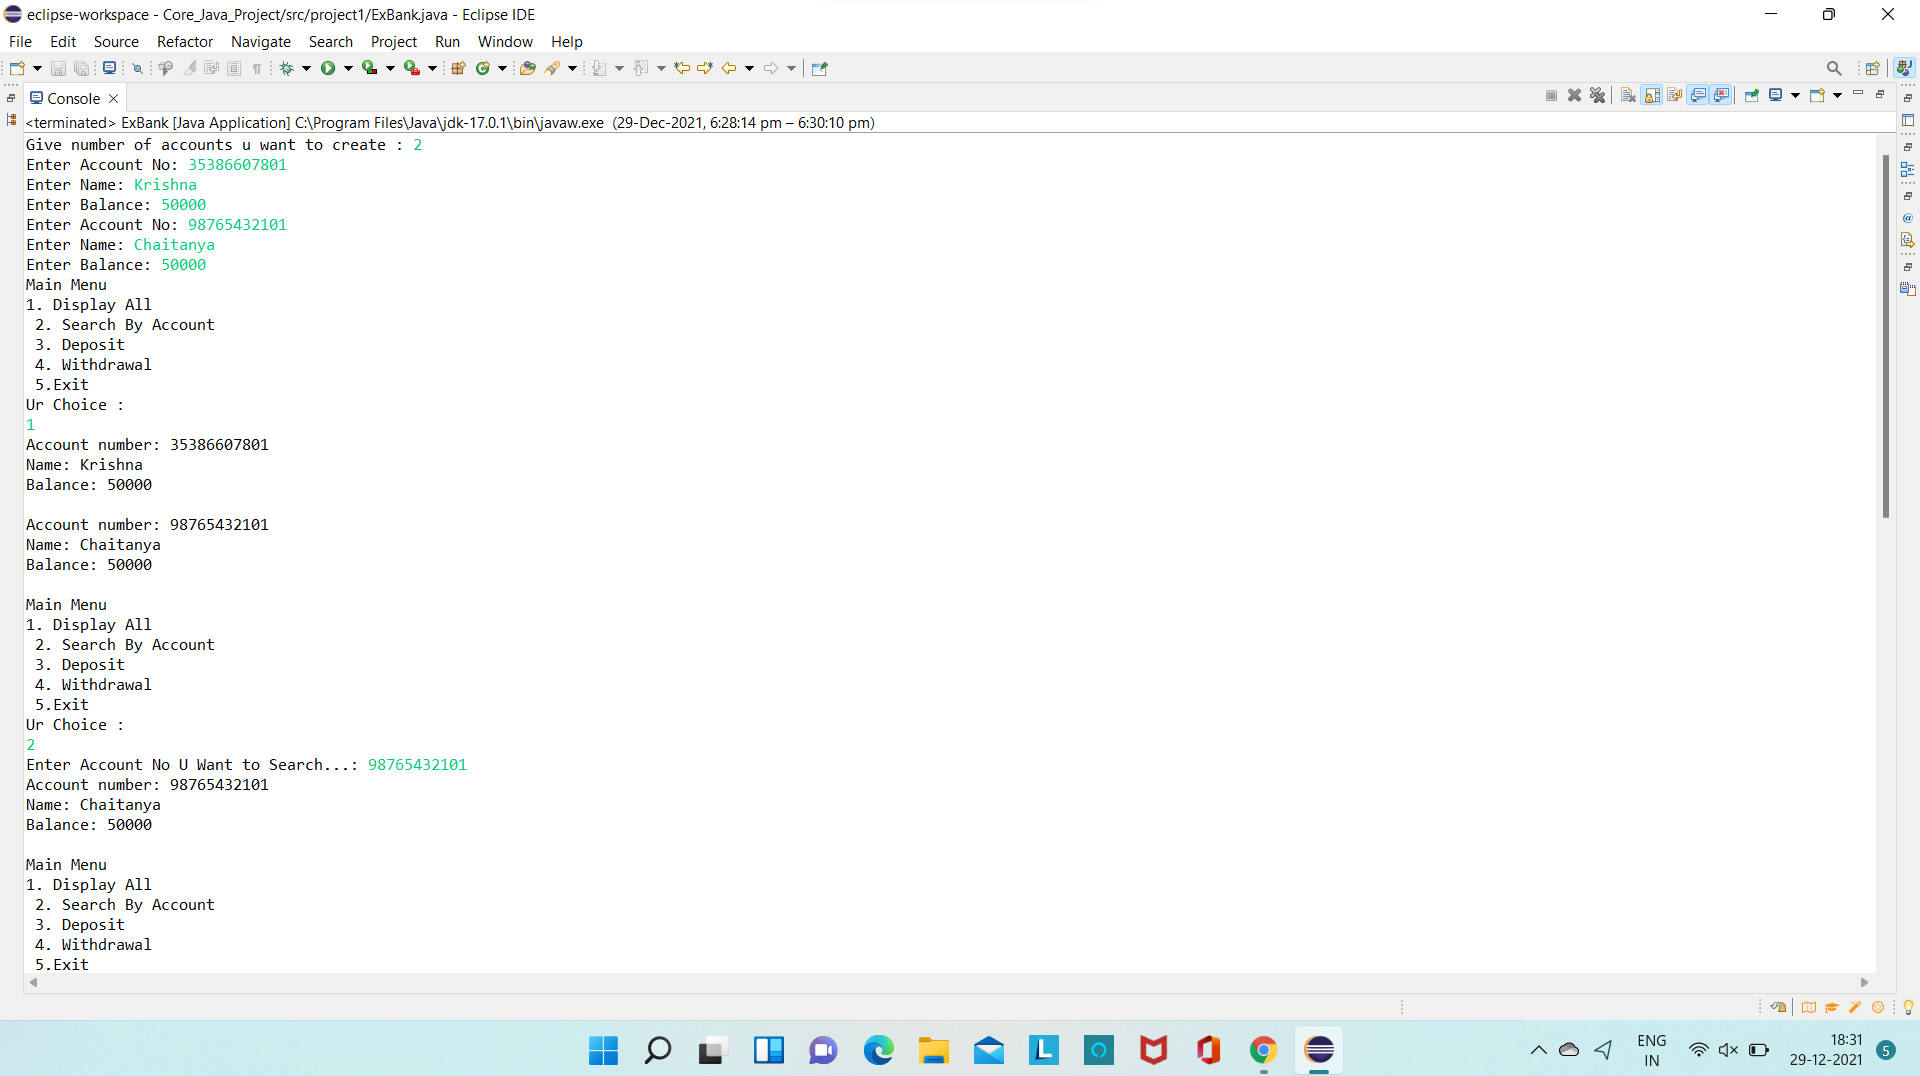 eclipse-workspace - Core_Java_Project/src/project1/ExBank.java - Eclipse IDE
File Edit Source Refactor Navigate Search Project Run Window Help
Console
<terminated> ExBank [Java Application] C:\Program Files\Java\jdk-17.0.1\bin\javaw.exe (29-Dec-2021, 6:28:14 pm – 6:30:10 pm)
Give number of accounts u want to create : 2
Enter Account No: 35386607801
Enter Name: Krishna
Enter Balance: 50000
Enter Account No: 98765432101
Enter Name: Chaitanya
Enter Balance: 50000
Main Menu
1. Display All
2. Search By Account
3. Deposit
4. Withdrawal
5.Exit
Ur Choice :
1
Account number: 35386607801
Name: Krishna
Balance: 50000
Account number: 98765432101
Name: Chaitanya
Balance: 50000
Main Menu
1. Display All
2. Search By Account
3. Deposit
4. Withdrawal
5.Exit
Ur Choice :
2
Enter Account No U Want to Search...: 98765432101
Account number: 98765432101
Name: Chaitanya
Balance: 50000
Main Menu
1. Display All
2. Search By Account
3. Deposit
4. Withdrawal
5.Exit
ENG
IN
18:31
29-12-2021
5